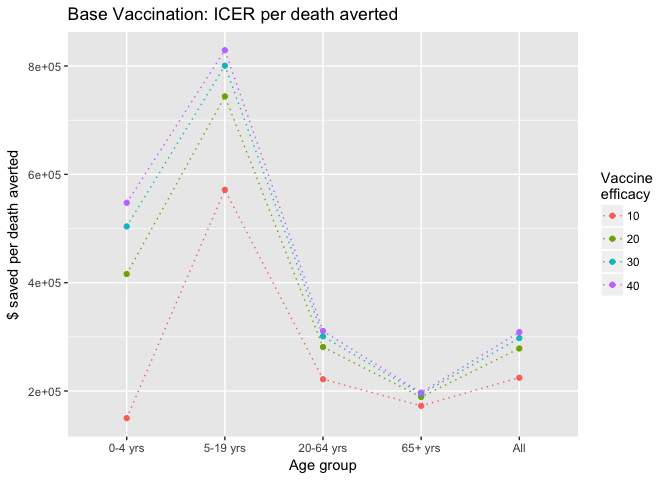 Base Vaccination: ICER per death averted
$ saved per death averted
8e+05
6e+05
4e+05
2e+05
0-4 yrs
5-19 yrs
20-64 yrs
65+ yrs
All
Age group
Vaccine
efficacy
10
20
30
40